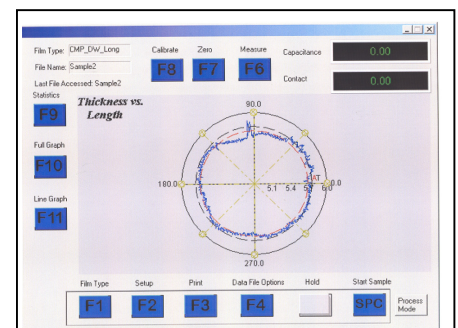 Film Type: CMP_DW_Long
File Name: Sample2
Last File Accessed: Sample2
Calibrate Zero Measure
F8 F7 F6
Capacitance 0.00
Contact 0.00
Statistics
F9
Full Graph
F10
Line Graph
F11
Thickness vs.
Length
90.0
180.0
5.1 5.4 6.0 0.0
AT
270.0
Film Type Setup Print Data File Options Hold Start Sample
F1 F2 F3 F4 SPC
Process
Mode